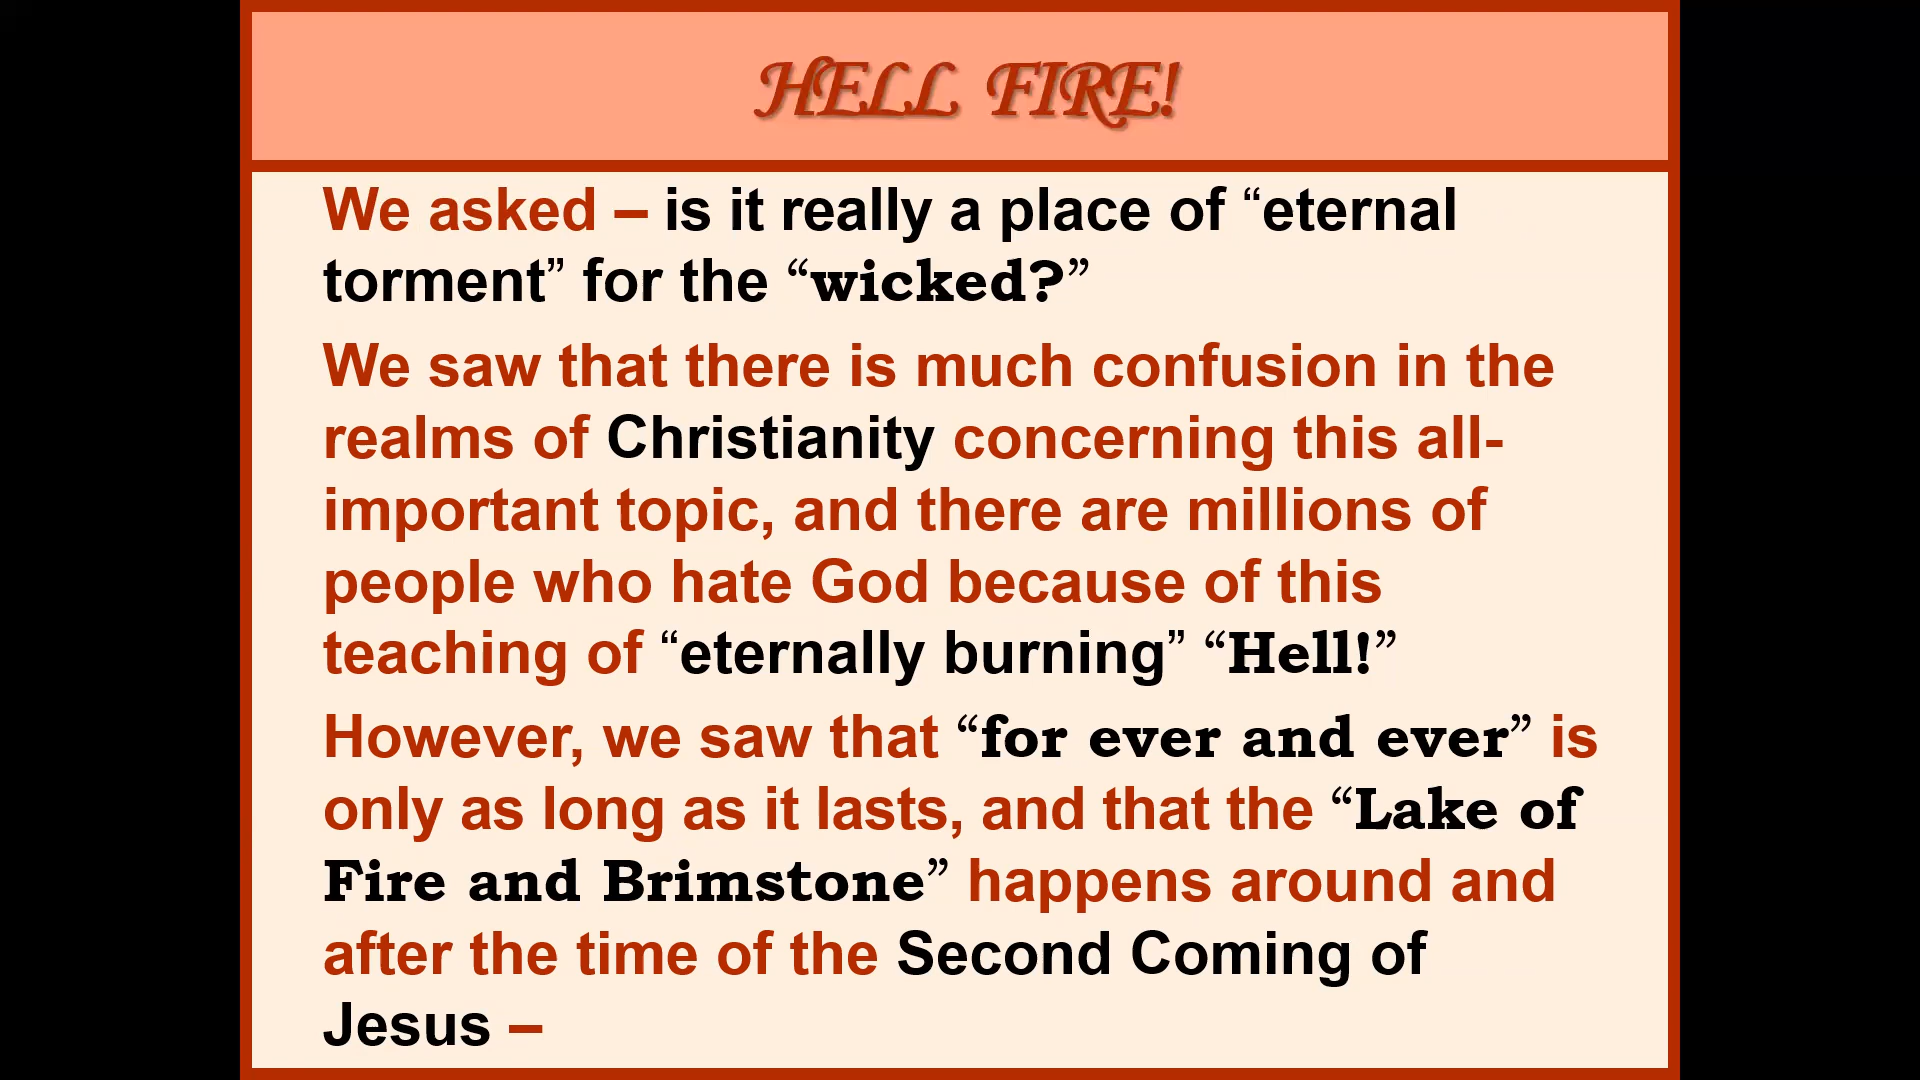 HELL FIRE!
We asked – is it really a place of “eternal
torment” for the “wicked?”
We saw that there is much confusion in the
realms of Christianity concerning this all-
important topic, and there are millions of
people who hate God because of this
teaching of “eternally burning” “Hell!”
However, we saw that “for ever and ever” is
only as long as it lasts, and that the “Lake of
Fire and Brimstone” happens around and
after the time of the Second Coming of
Jesus –